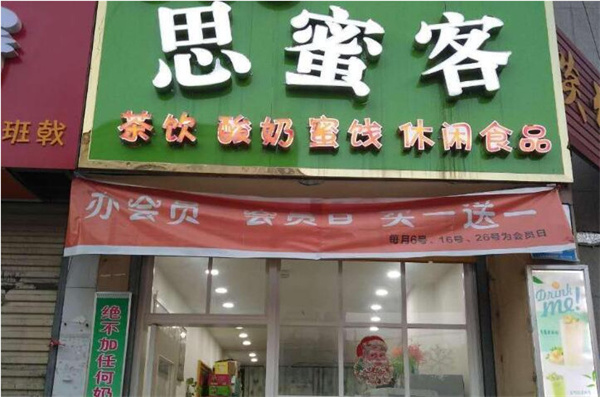 思蜜客
茶饮 酸奶 蜜饯 休闲食品
办会员 会员日 买一送一
每月6号、16号、26号为会员日
绝不加任何奶
Drink me!
班戟